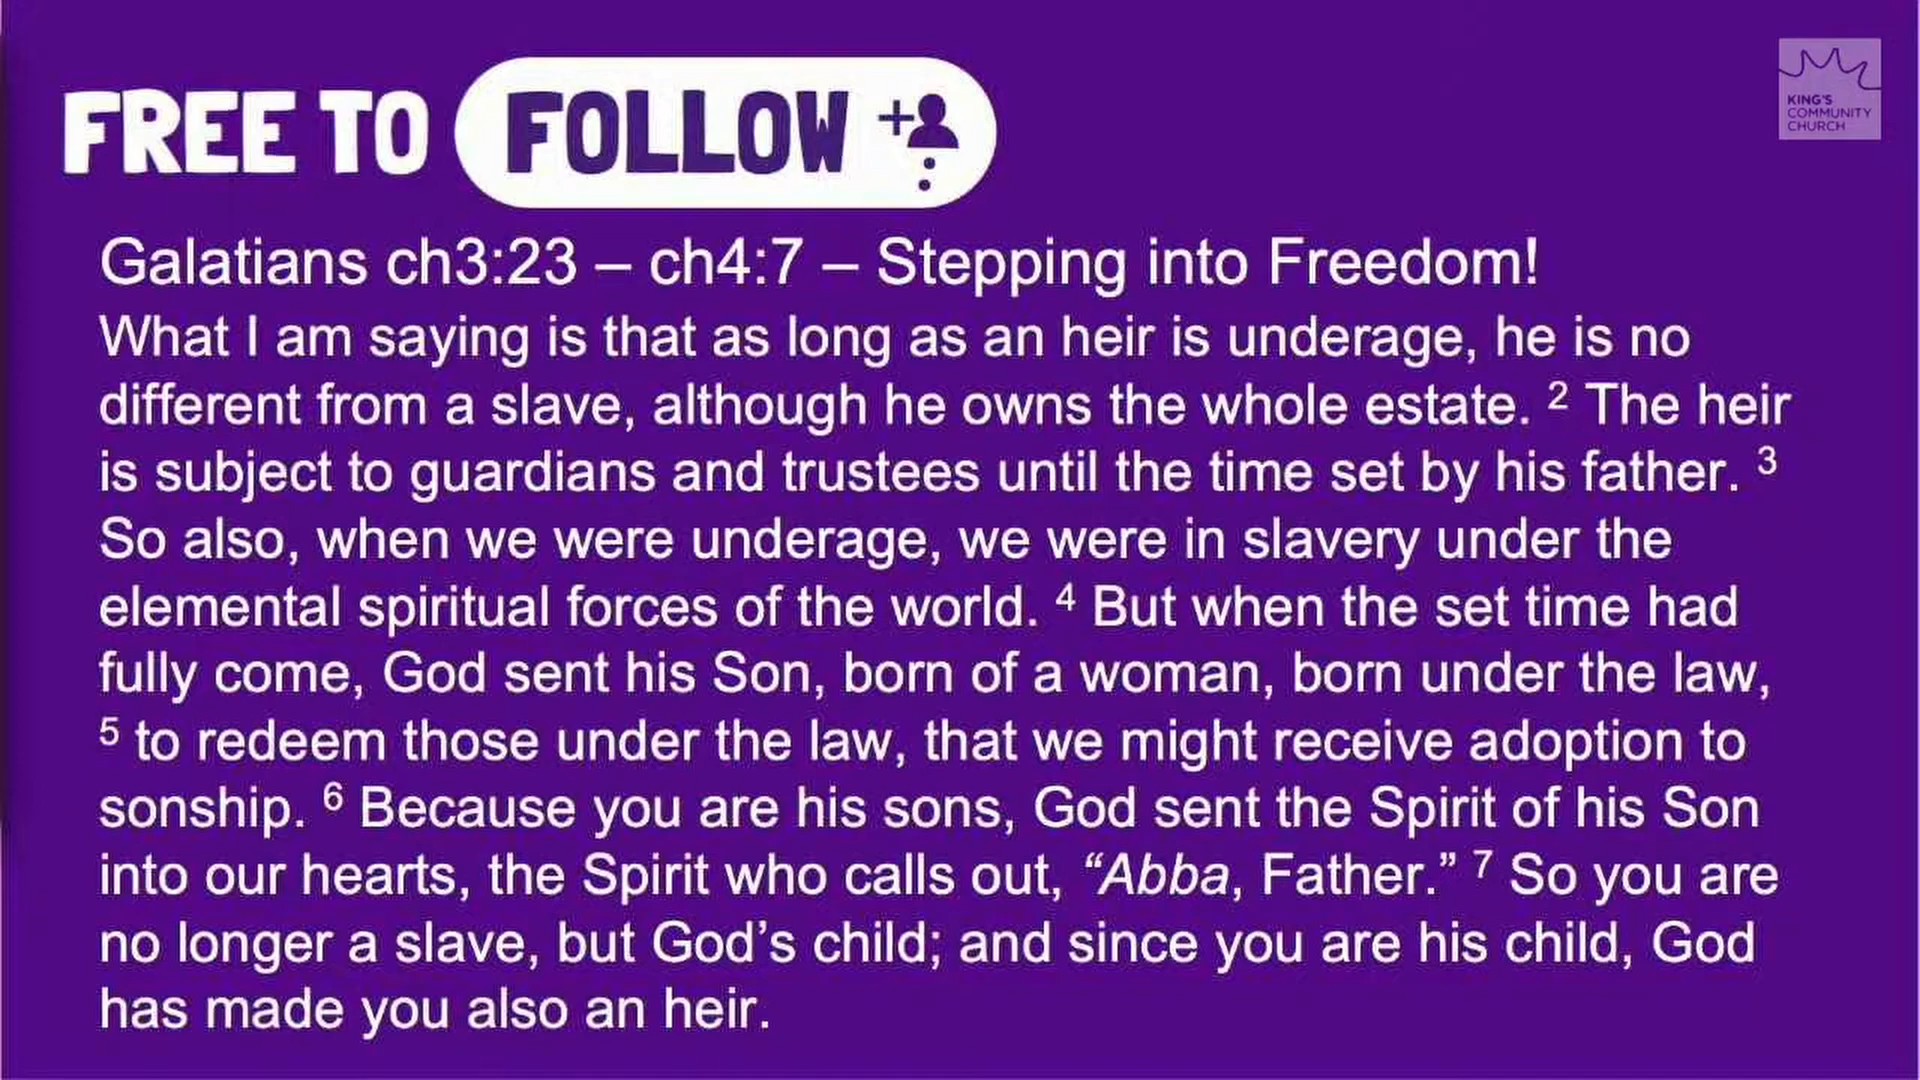 FREE TO FOLLOW
KING'S
COMMUNITY
CHURCH
Galatians ch3:23 – ch4:7 – Stepping into Freedom!
What I am saying is that as long as an heir is underage, he is no
different from a slave, although he owns the whole estate. ² The heir
is subject to guardians and trustees until the time set by his father. ³
So also, when we were underage, we were in slavery under the
elemental spiritual forces of the world. ⁴ But when the set time had
fully come, God sent his Son, born of a woman, born under the law,
⁵ to redeem those under the law, that we might receive adoption to
sonship. ⁶ Because you are his sons, God sent the Spirit of his Son
into our hearts, the Spirit who calls out, “Abba, Father.” ⁷ So you are
no longer a slave, but God’s child; and since you are his child, God
has made you also an heir.